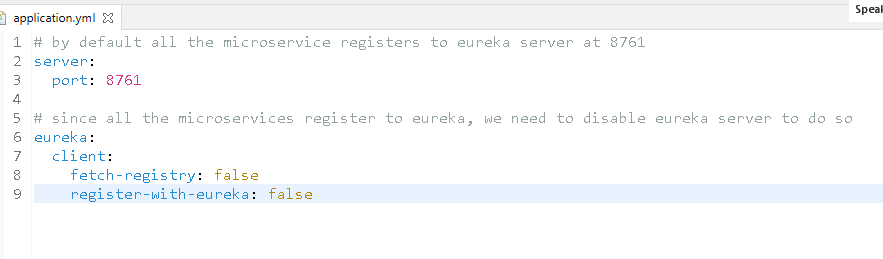 application.yml
Speak
1 # by default all the microservice registers to eureka server at 8761
2 server:
3   port: 8761
4
5 # since all the microservices register to eureka, we need to disable eureka server to do so
6 eureka:
7   client:
8     fetch-registry: false
9     register-with-eureka: false